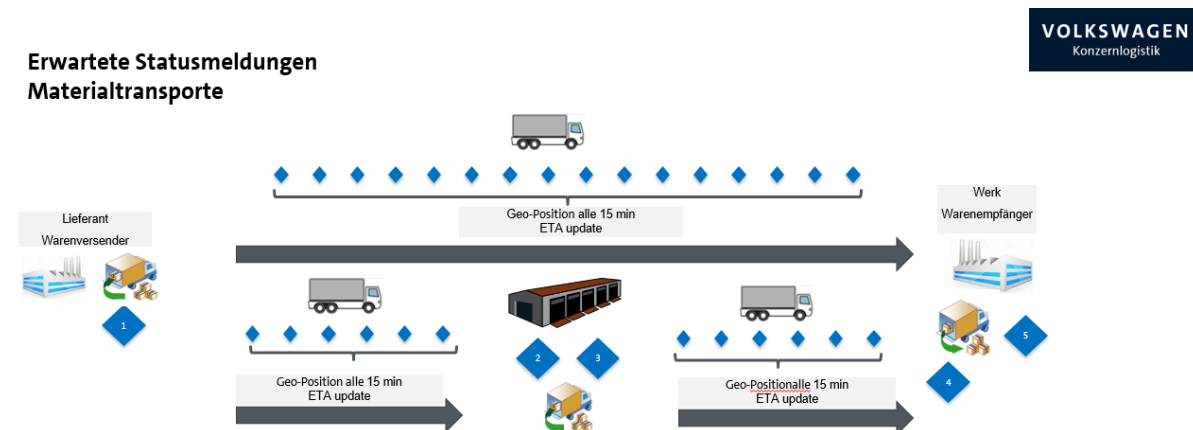 VOLKSWAGEN
Konzernlogistik
Erwartete Statusmeldungen
Materialtransporte
Geo-Position alle 15 min
ETA update
Lieferant
Warenversender
Werk
Warenempfänger
1
2
3
4
5
Geo-Position alle 15 min
ETA update
Geo-Positionalle 15 min
ETA update